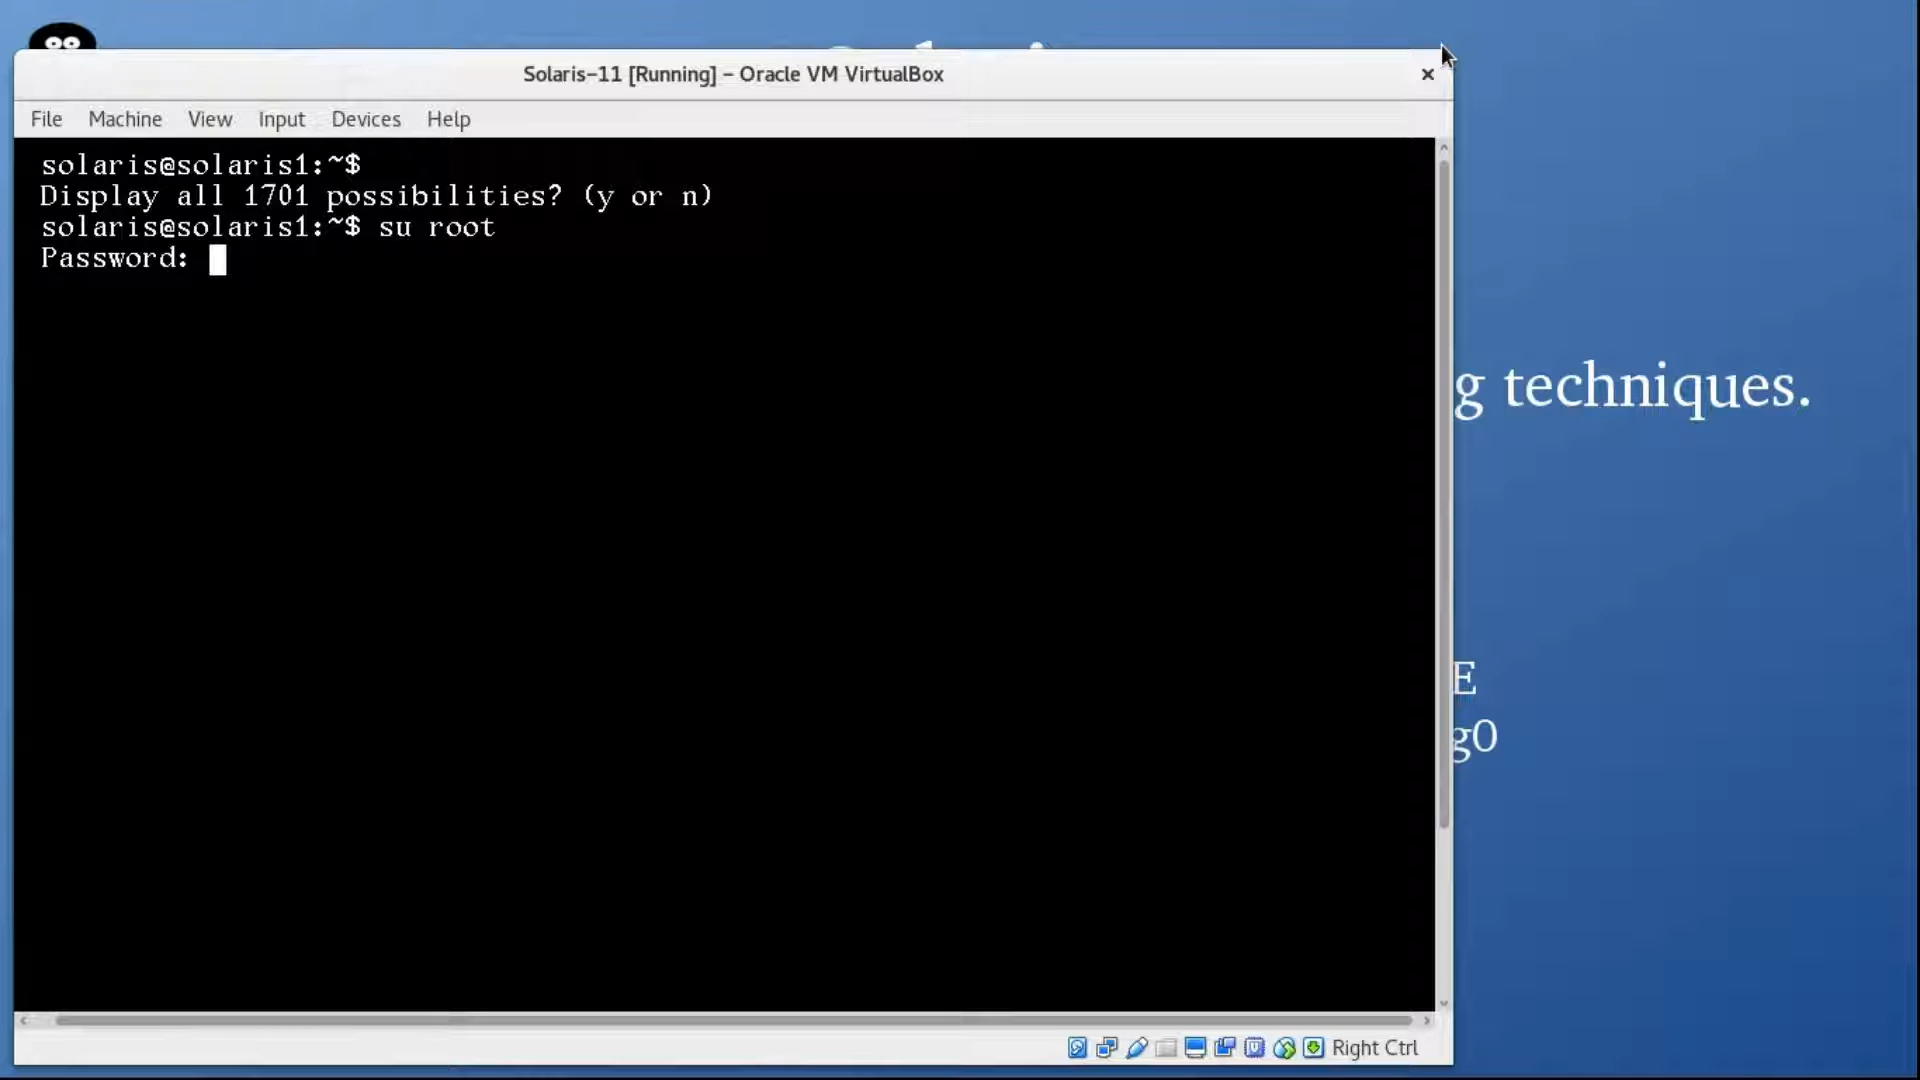 Solaris-11 [Running] - Oracle VM VirtualBox
File Machine View Input Devices Help
solaris@solaris1:~$
Display all 1701 possibilities? (y or n)
solaris@solaris1:~$ su root
Password:
g techniques.
E
g0
Right Ctrl